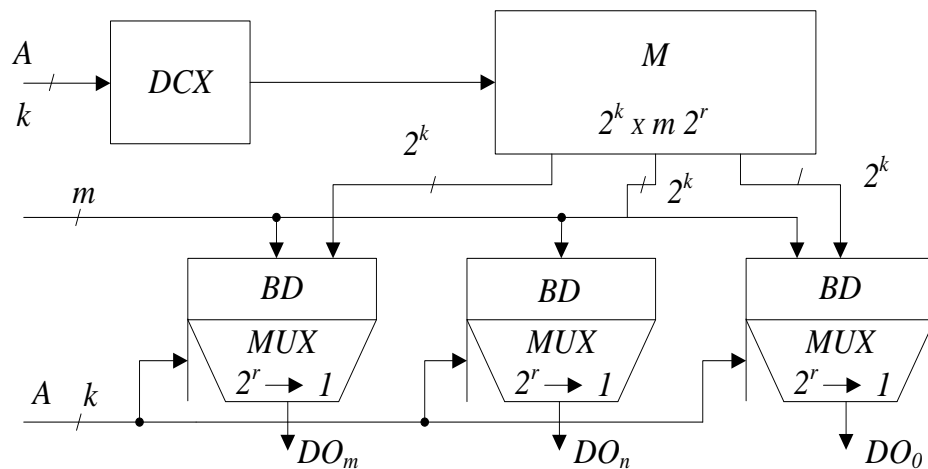 A
k
DCX
M
2^k x m 2^r
2^k
2^k
2^k
m
BD
BD
BD
MUX
MUX
MUX
2^r → 1
2^r → 1
2^r → 1
A k
DO_m
DO_n
DO_0